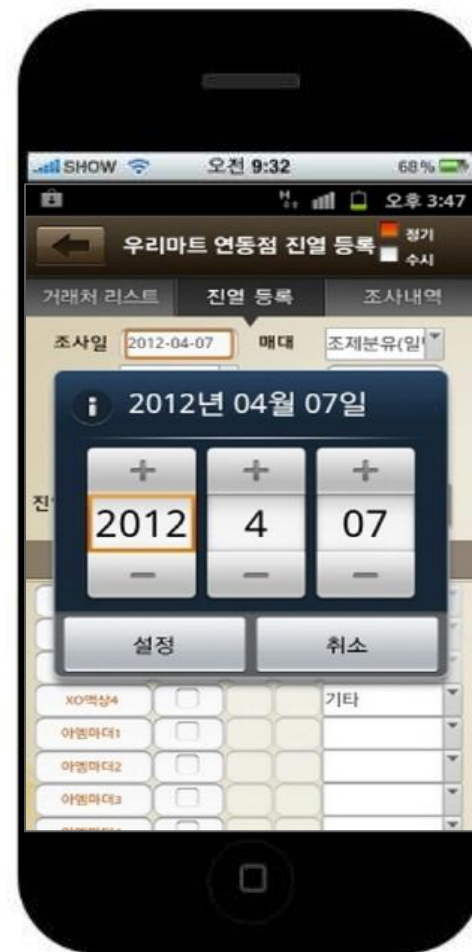 SHOW 오전 9:32 68%
H 오후 3:47
우리마트 연동점 진열 등록 정기
수시
거래처 리스트 진열 등록 조사내역
조사일 2012-04-07 매대 조제분유(일
2012년 04월 07일
+ + +
2012 4 07
− − −
설정 취소
XO액상4 기타
아엠마더1
아엠마더2
아엠마더3